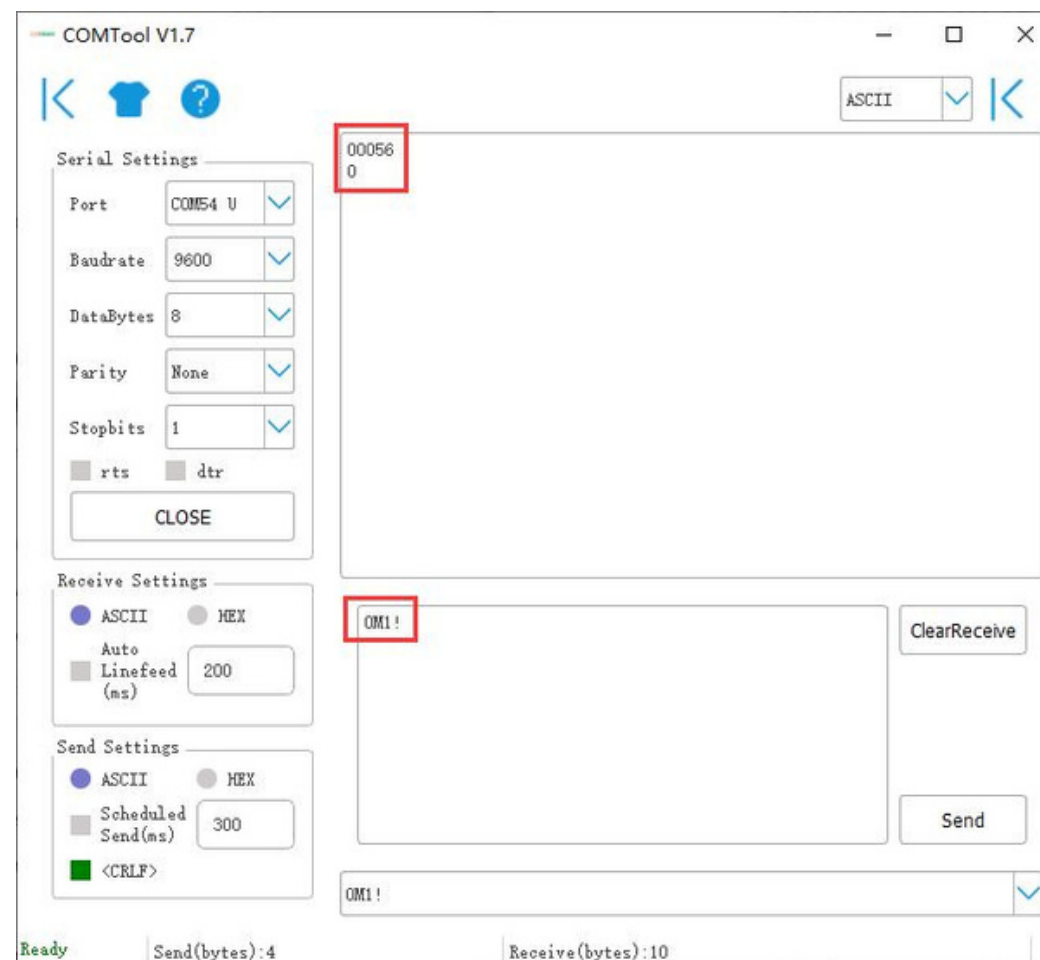 COMTool V1.7
ASCII
Serial Settings
Port COM54 U
Baudrate 9600
DataBytes 8
Parity None
Stopbits 1
rts dtr
CLOSE
Receive Settings
ASCII HEX
Auto
Linefeed
(ms)
200
Send Settings
ASCII HEX
Scheduled
Send(ms)
300
<CRLF>
00056
0
0M1!
ClearReceive
Send
0M1!
Ready Send(bytes):4 Receive(bytes):10